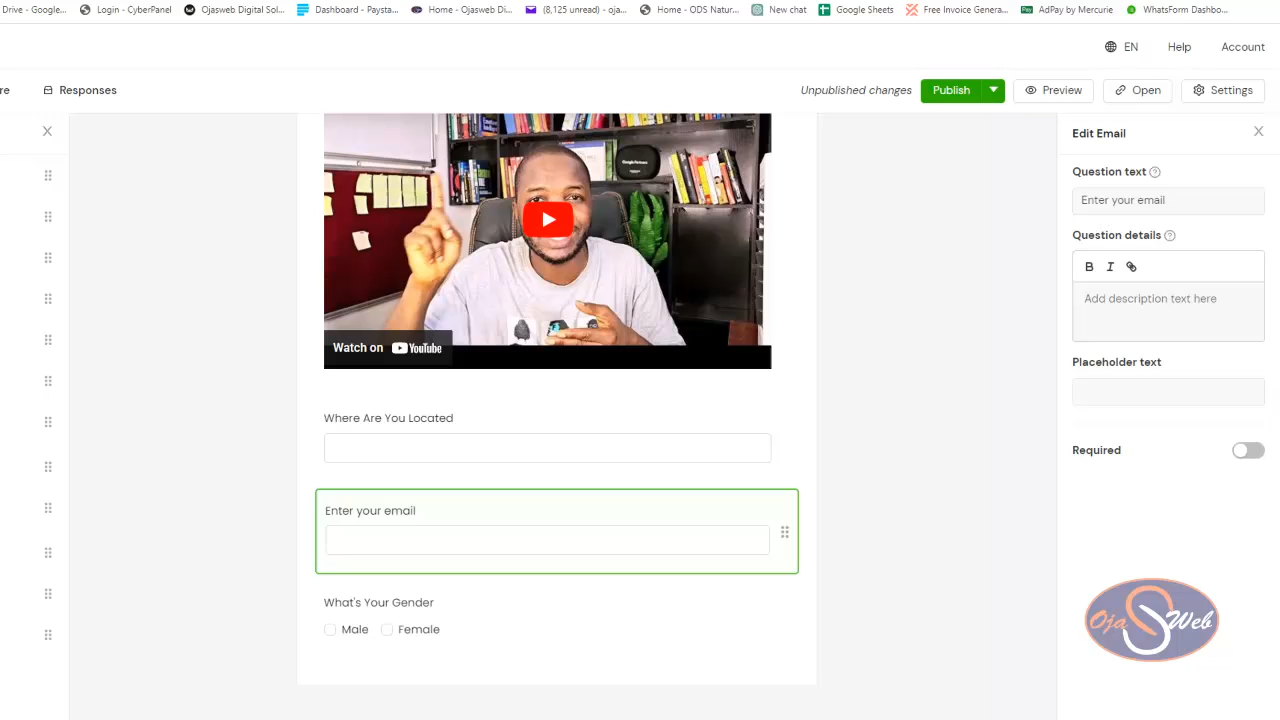 Drive - Google...
Login - CyberPanel
Ojasweb Digital Sol...
Dashboard - Paysta...
Home - Ojasweb Di...
(8,125 unread) - oja...
Home - ODS Natur...
New chat
Google Sheets
Free Invoice Genera...
AdPay by Mercurie
WhatsForm Dashbo...
EN
Help
Account
re
Responses
Unpublished changes
Publish
Preview
Open
Settings
Google Partners
Watch on YouTube
Where Are You Located
Enter your email
What's Your Gender
Male
Female
Edit Email
Question text
Enter your email
Question details
B I
Add description text here
Placeholder text
Required
Oja Web